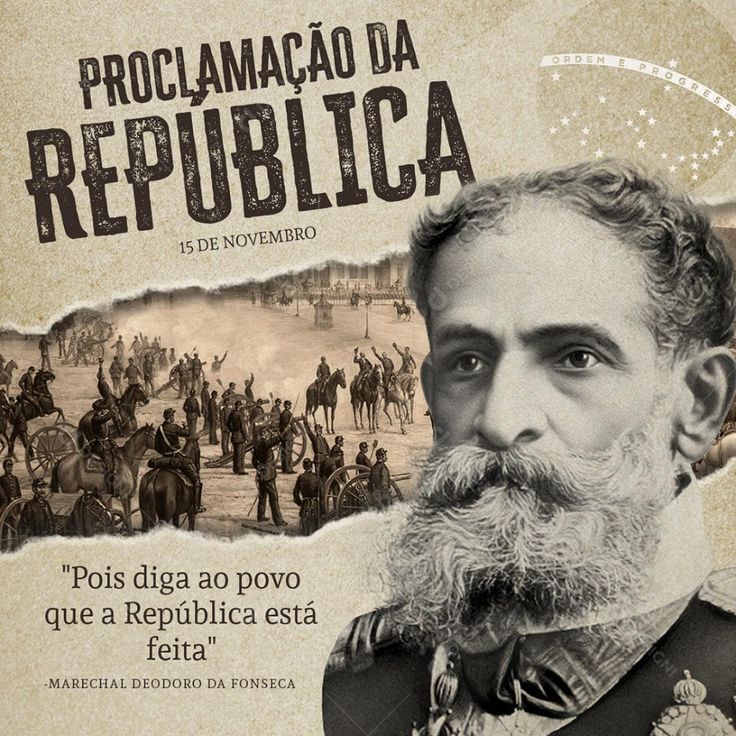 PROCLAMAÇÃO DA
REPÚBLICA
15 DE NOVEMBRO
ORDEM E PROGRESS
"Pois diga ao povo
que a República está
feita"
-MARECHAL DEODORO DA FONSECA